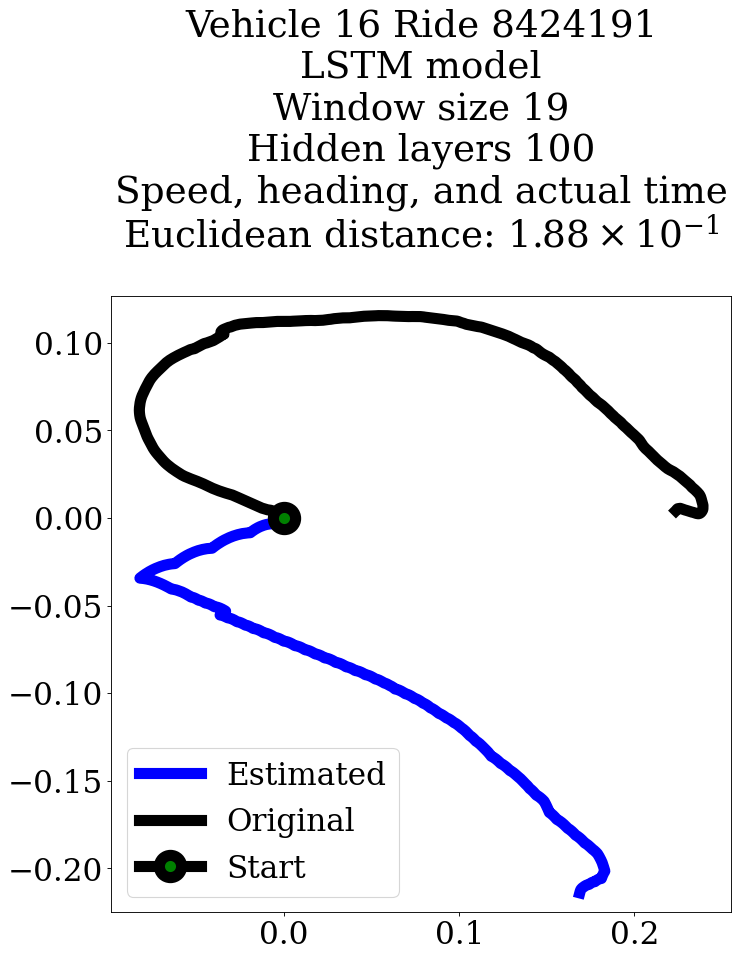 Vehicle 16 Ride 8424191
LSTM model
Window size 19
Hidden layers 100
Speed, heading, and actual time
Euclidean distance: 1.88 × 10⁻¹
0.10
0.05
0.00
−0.05
−0.10
−0.15
−0.20
Estimated
Original
Start
0.0 0.1 0.2